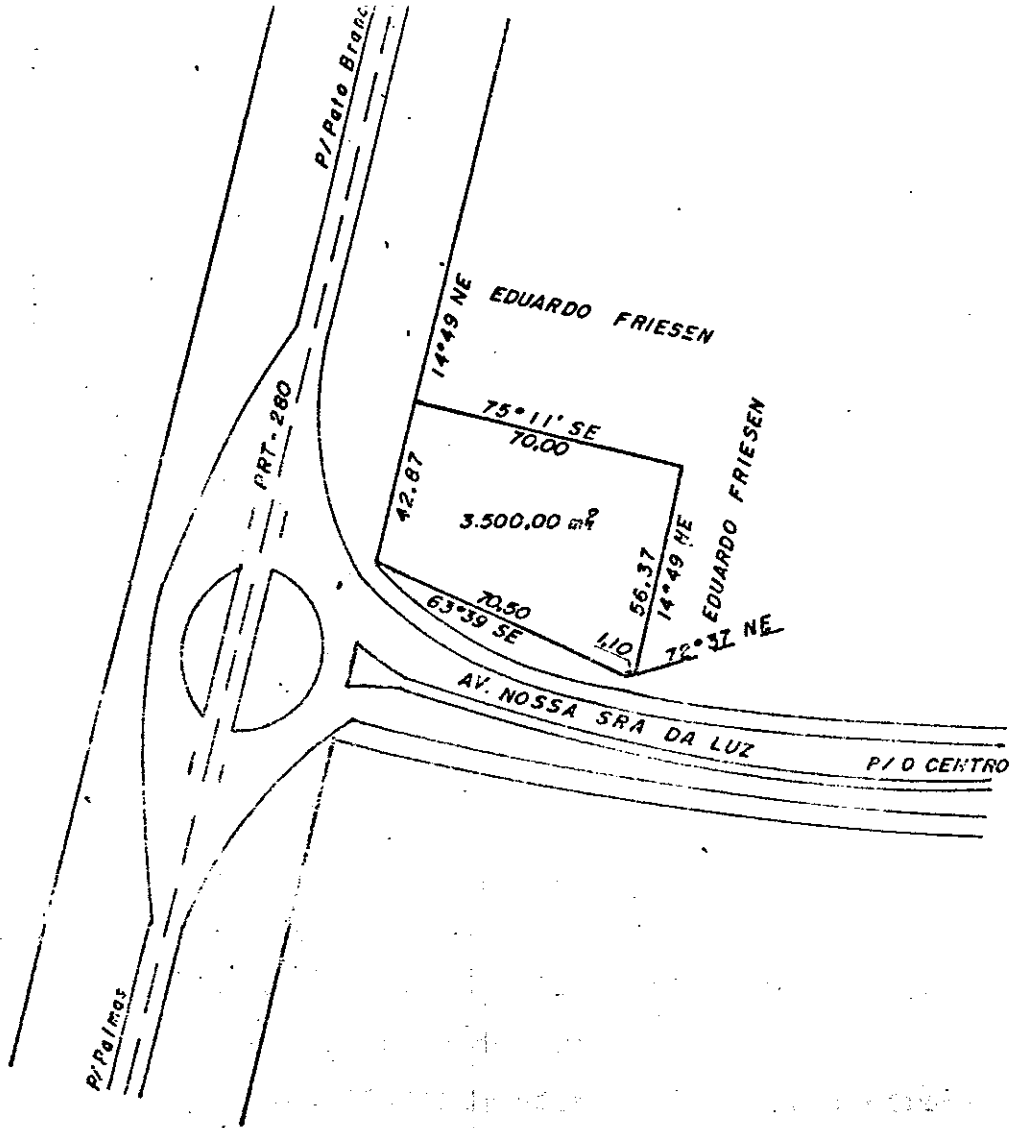 P/Pato Branc
14°49 NE
EDUARDO FRIESEN
75°11' SE
70,00
PRT-280
42.87
3.500,00 m²
56.37
14°49 NE
EDUARDO FRIESEN
70,50
63°39 SE
1,10
72°37 NE
AV. NOSSA SRA DA LUZ
P/ O CENTRO
P/Palmas